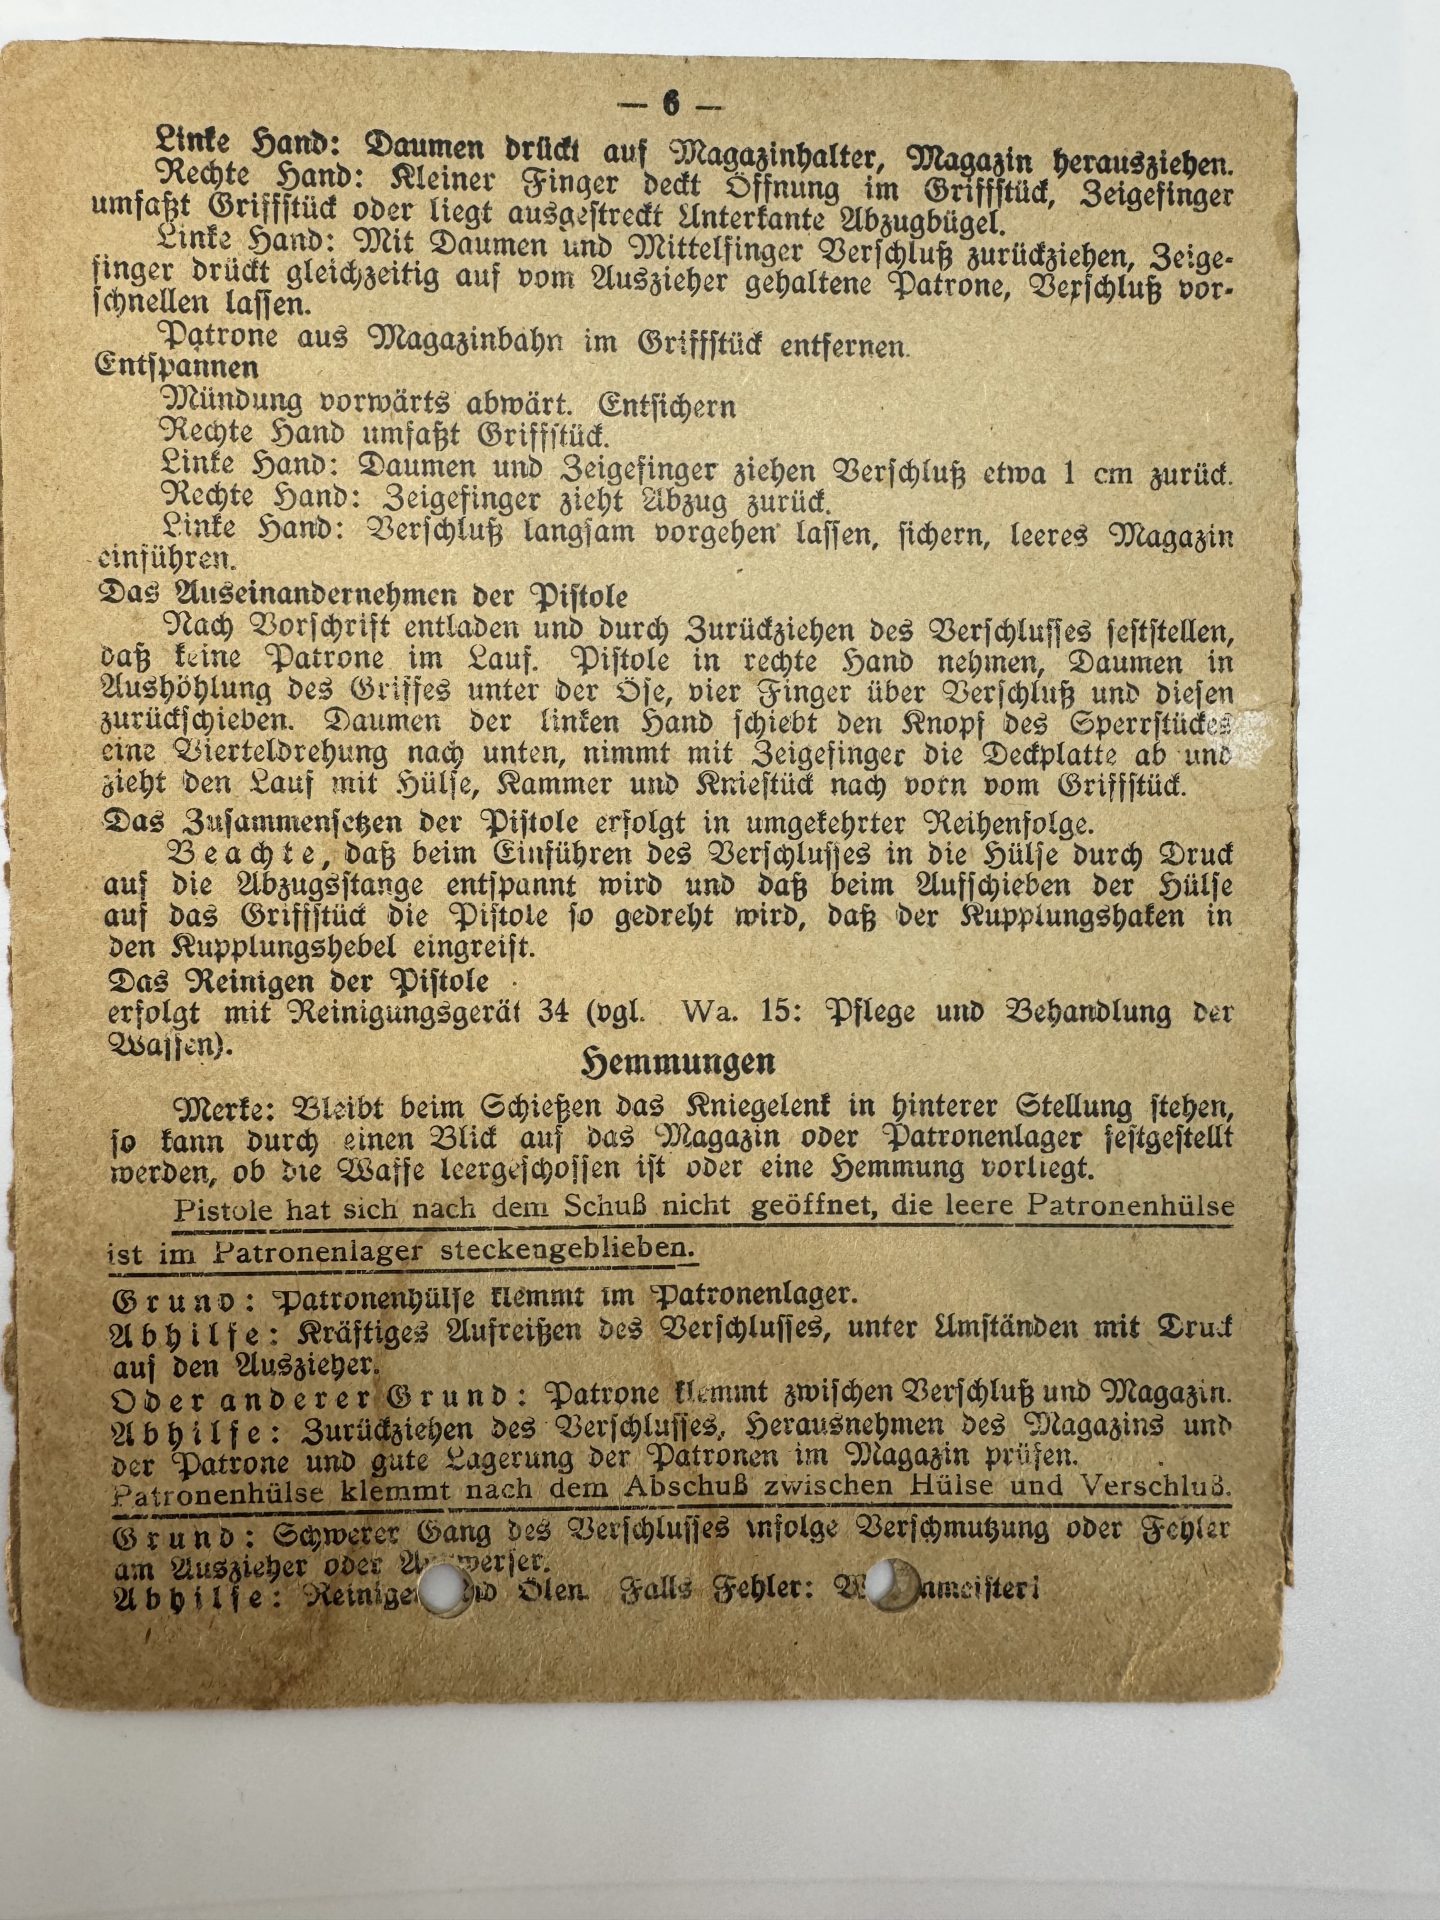 — 6 —
Linke Hand: Daumen drückt auf Magazinhalter, Magazin herausziehen.
Rechte Hand: Kleiner Finger deckt Öffnung im Griffstück, Zeigefinger
umfaßt Griffstück oder liegt ausgestreckt Unterkante Abzugbügel.
Linke Hand: Mit Daumen und Mittelfinger Verschluß zurückziehen, Zeige-
finger drückt gleichzeitig auf vom Auszieher gehaltene Patrone, Verschluß vor-
schnellen lassen.
Patrone aus Magazinbahn im Griffstück entfernen.
Entspannen
Mündung vorwärts abwärt. Entsichern
Rechte Hand umfaßt Griffstück.
Linke Hand: Daumen und Zeigefinger ziehen Verschluß etwa 1 cm zurück.
Rechte Hand: Zeigefinger zieht Abzug zurück.
Linke Hand: Verschluß langsam vorgehen lassen, sichern, leeres Magazin
einführen.
Das Auseinandernehmen der Pistole
Nach Vorschrift entladen und durch Zurückziehen des Verschlusses feststellen,
daß keine Patrone im Lauf. Pistole in rechte Hand nehmen, Daumen in
Aushöhlung des Griffes unter der Öse, vier Finger über Verschluß und diesen
zurückschieben. Daumen der linken Hand schiebt den Knopf des Sperrstückes
eine Vierteldrehung nach unten, nimmt mit Zeigefinger die Deckplatte ab und
zieht den Lauf mit Hülse, Kammer und Kniestück nach vorn vom Griffstück.
Das Zusammensetzen der Pistole erfolgt in umgekehrter Reihenfolge.
Beachte, daß beim Einführen des Verschlusses in die Hülse durch Druck
auf die Abzugsstange entspannt wird und daß beim Aufschieben der Hülse
auf das Griffstück die Pistole so gedreht wird, daß der Kupplungshaken in
den Kupplungshebel eingreift.
Das Reinigen der Pistole
erfolgt mit Reinigungsgerät 34 (vgl. Wa. 15: Pflege und Behandlung der
Waffen).
Hemmungen
Merke: Bleibt beim Schießen das Kniegelenk in hinterer Stellung stehen,
so kann durch einen Blick auf das Magazin oder Patronenlager festgestellt
werden, ob die Waffe leergeschossen ist oder eine Hemmung vorliegt.
Pistole hat sich nach dem Schuß nicht geöffnet, die leere Patronenhülse
ist im Patronenlager steckengeblieben.
Grund: Patronenhülse klemmt im Patronenlager.
Abhilfe: Kräftiges Aufreißen des Verschlusses, unter Umständen mit Druck
auf den Auszieher.
Oder anderer Grund: Patrone klemmt zwischen Verschluß und Magazin.
Abhilfe: Zurückziehen des Verschlusses, Herausnehmen des Magazins und
der Patrone und gute Lagerung der Patronen im Magazin prüfen.
Patronenhülse klemmt nach dem Abschuß zwischen Hülse und Verschluß.
Grund: Schwerer Gang des Verschlusses infolge Verschmutzung oder Fehler
am Auszieher oder Auswerfer.
Abhilfe: Reinigen und Ölen. Falls Fehler: